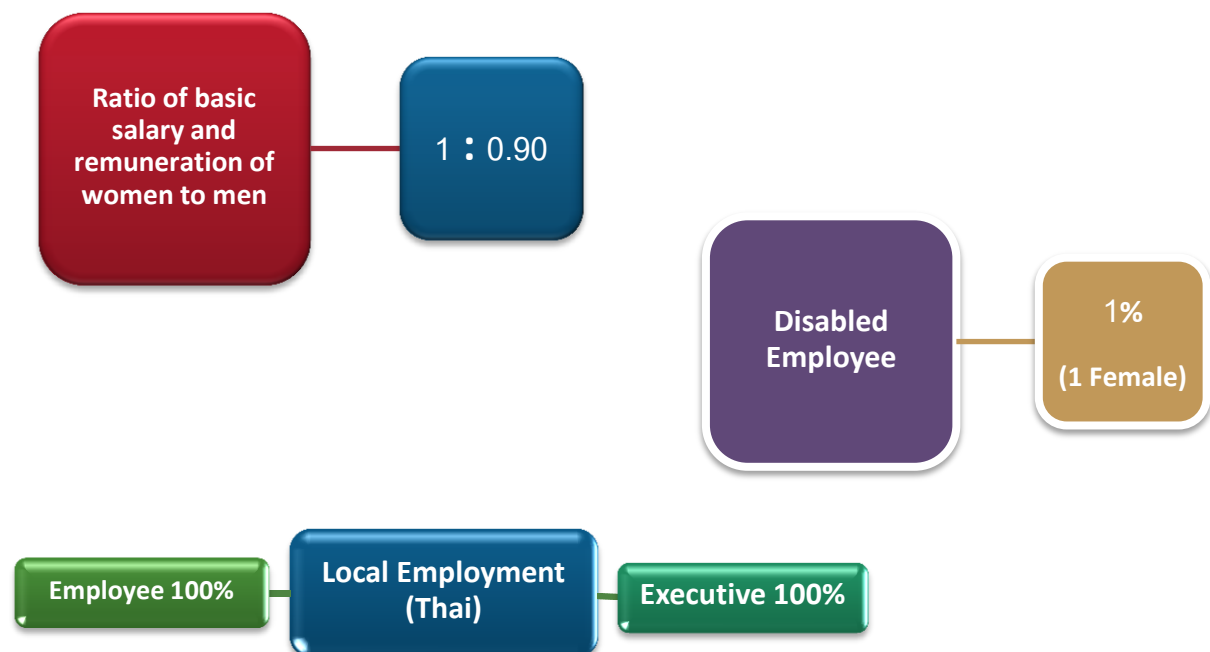 Ratio of basic
salary and
remuneration of
women to men
1 : 0.90
Disabled
Employee
1%
(1 Female)
Employee 100%
Local Employment
(Thai)
Executive 100%